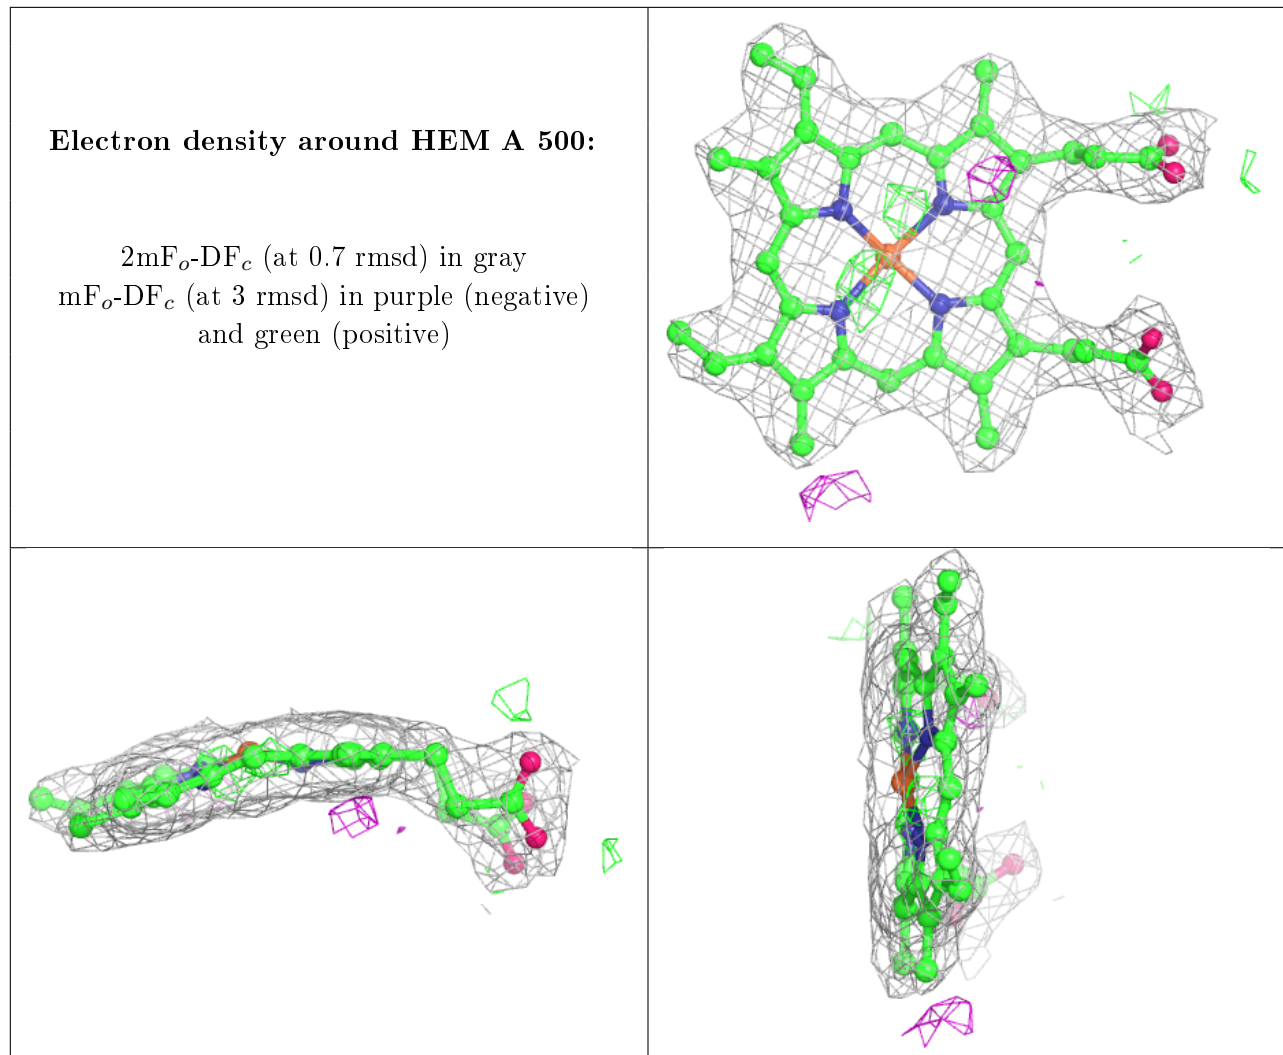 Electron density around HEM A 500:
2mFₒ-DF𝒸 (at 0.7 rmsd) in gray
mFₒ-DF𝒸 (at 3 rmsd) in purple (negative)
and green (positive)